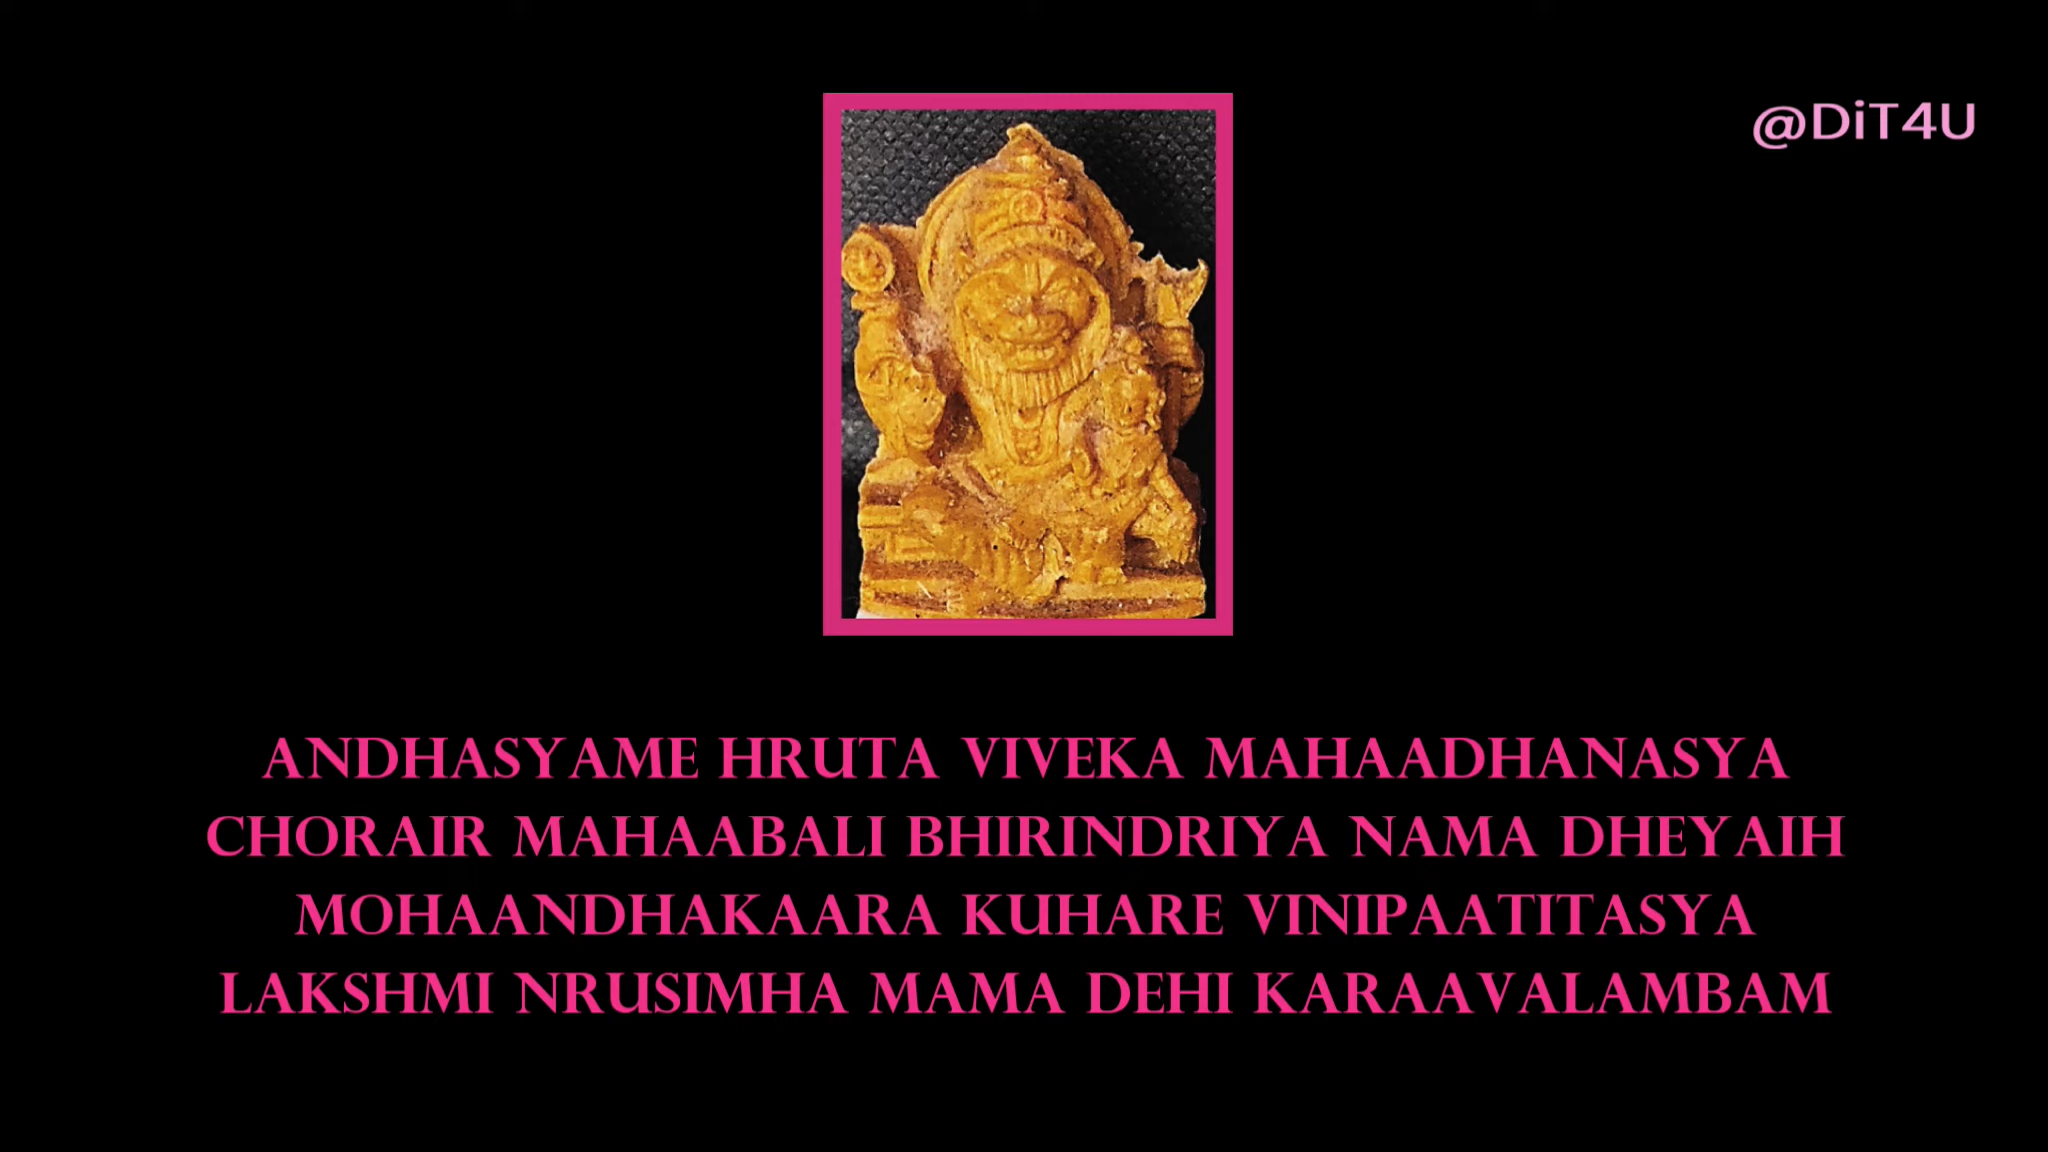 @DiT4U
ANDHASYAME HRUTA VIVEKA MAHAADHANASYA
CHORAIR MAHAABALI BHIRINDRIYA NAMA DHEYAIH
MOHAANDHAKAARA KUHARE VINIPAATITASYA
LAKSHMI NRUSIMHA MAMA DEHI KARAAVALAMBAM